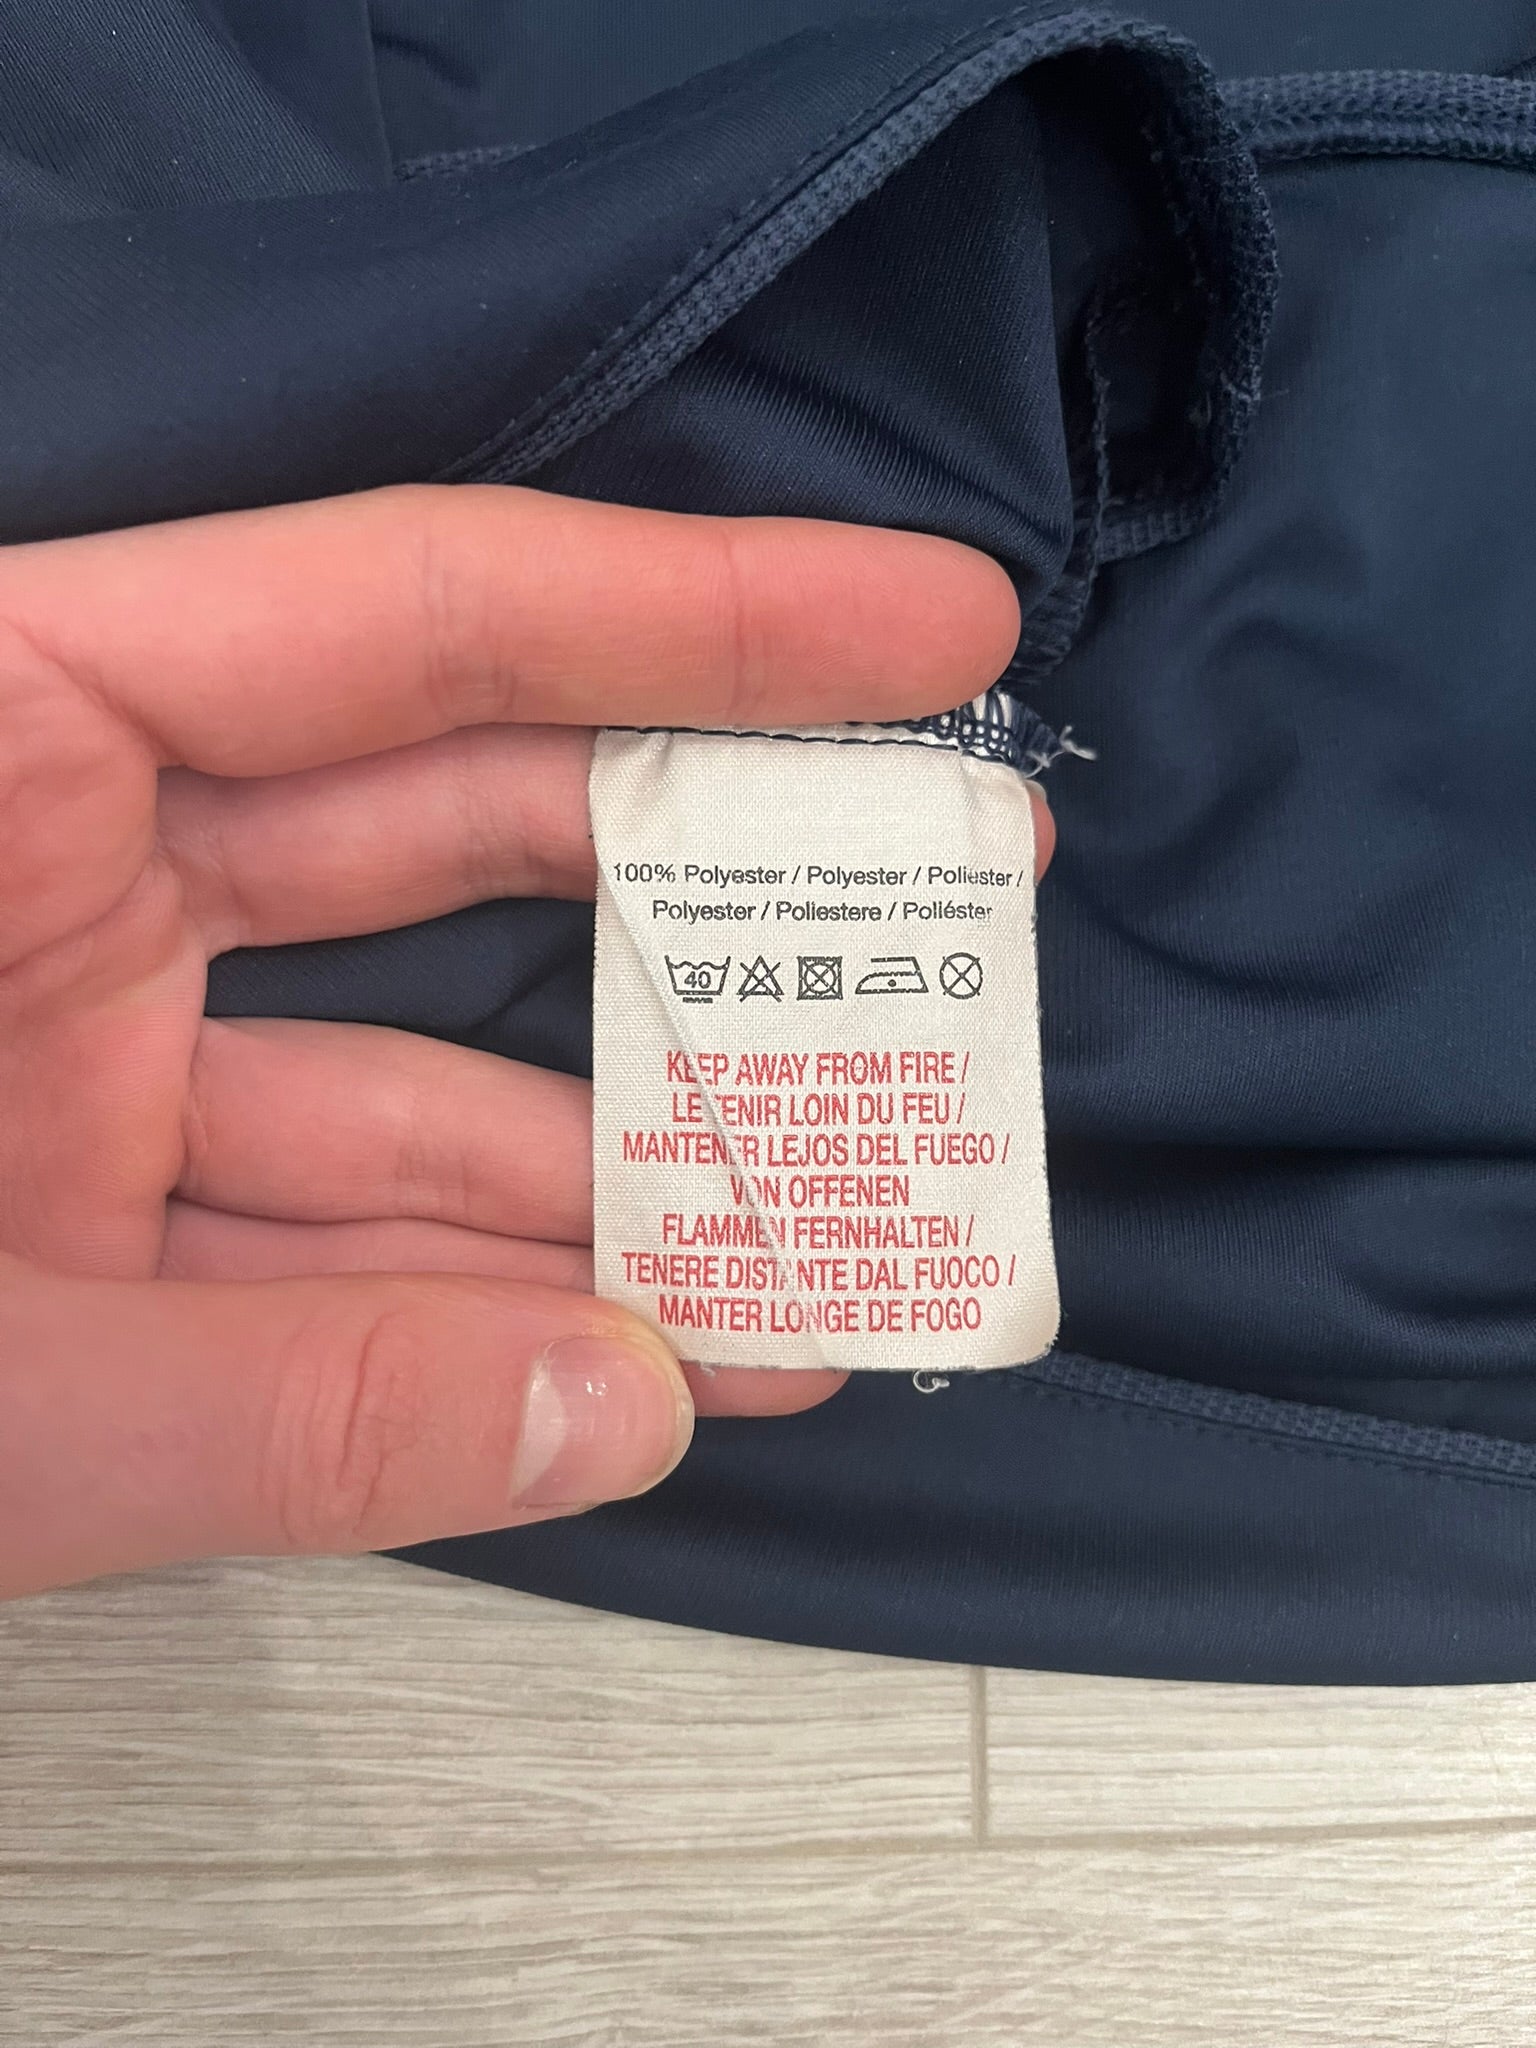 100% Polyester / Polyester / Poliester /
Polyester / Poliestere / Poliéster
40
KEEP AWAY FROM FIRE /
LE TENIR LOIN DU FEU /
MANTENER LEJOS DEL FUEGO /
VON OFFENEN
FLAMMEN FERNHALTEN /
TENERE DISTANTE DAL FUOCO /
MANTER LONGE DE FOGO